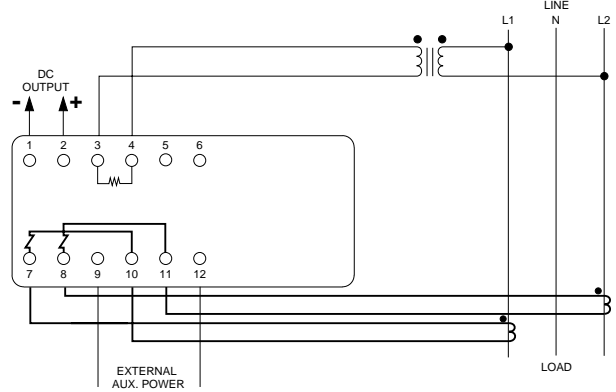 LINE
L1 N L2
DC
OUTPUT
- +
1 2 3 4 5 6
7 8 9 10 11 12
EXTERNAL
AUX. POWER
LOAD